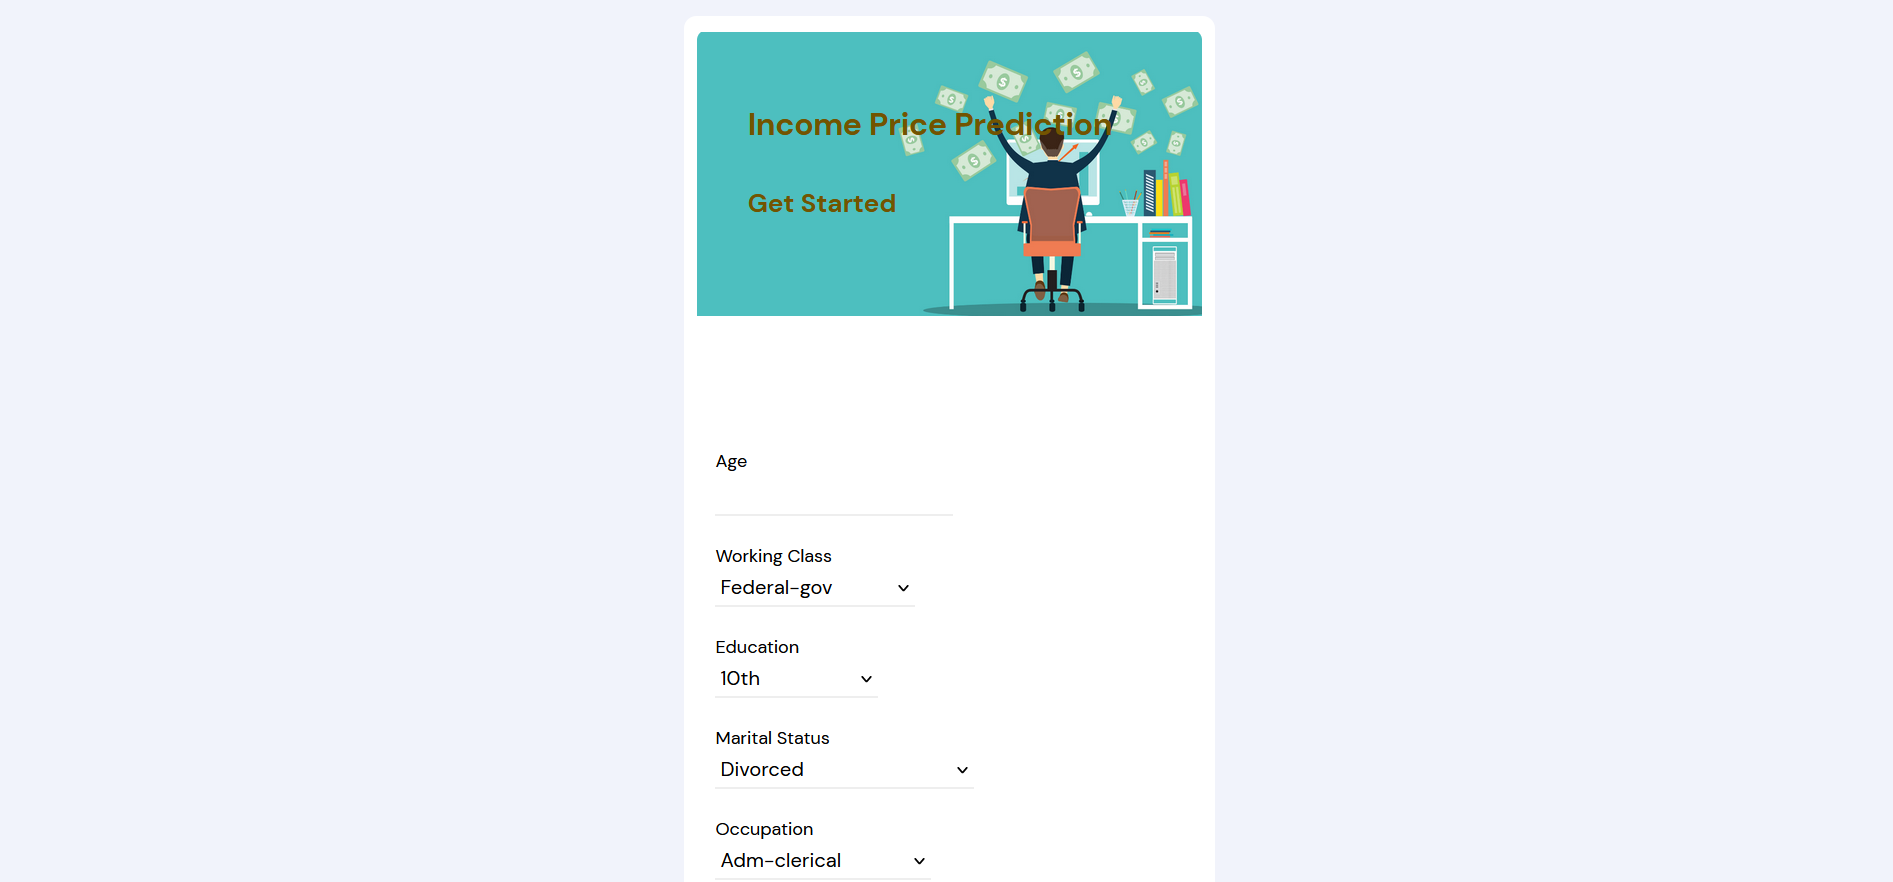 Income Price Prediction
Get Started
Age
Working Class
Federal-gov
Education
10th
Marital Status
Divorced
Occupation
Adm-clerical